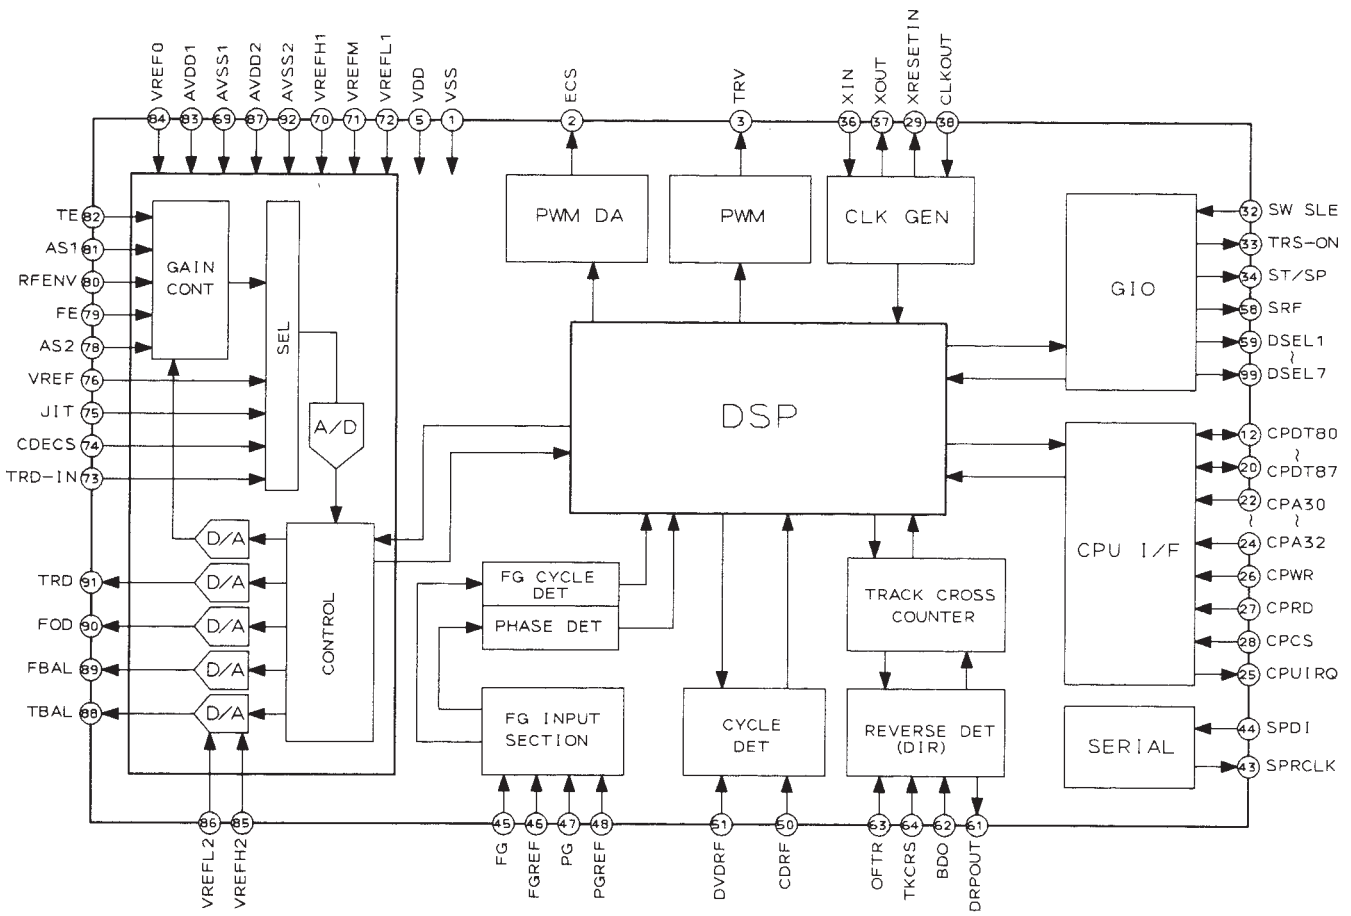 VREF0
AVDD1
AVSS1
AVDD2
AVSS2
VREFH1
VREFM
VREFL1
VDD
VSS
ECS
TRV
XIN
XOUT
XRESETIN
CLKOUT
84
83
69
87
92
70
71
72
5
1
2
3
36
37
29
38
TE 82
AS1 81
RFENV 80
FE 79
AS2 78
VREF 76
JIT 75
CDECS 74
TRD-IN 73
TRD 91
FOD 90
FBAL 89
TBAL 88
GAIN
CONT
SEL
A/D
D/A
D/A
D/A
D/A
D/A
CONTROL
PWM DA
PWM
CLK GEN
DSP
FG CYCLE
DET
PHASE DET
FG INPUT
SECTION
CYCLE
DET
TRACK CROSS
COUNTER
REVERSE DET
(DIR)
GIO
CPU I/F
SERIAL
32 SW SLE
33 TRS-ON
34 ST/SP
58 SRF
59 DSEL1
~
99 DSEL7
12 CPDT80
~
20 CPDT87
22 CPA30
~ ~
24 CPA32
26 CPWR
27 CPRD
28 CPCS
25 CPUIRQ
44 SPDI
43 SPRCLK
86
85
45
46
47
48
51
50
63
64
62
61
VREFL2
VREFH2
FG
FGREF
PG
PGREF
DVDRF
CDRF
OFTR
TKCRS
BDO
DRPOUT